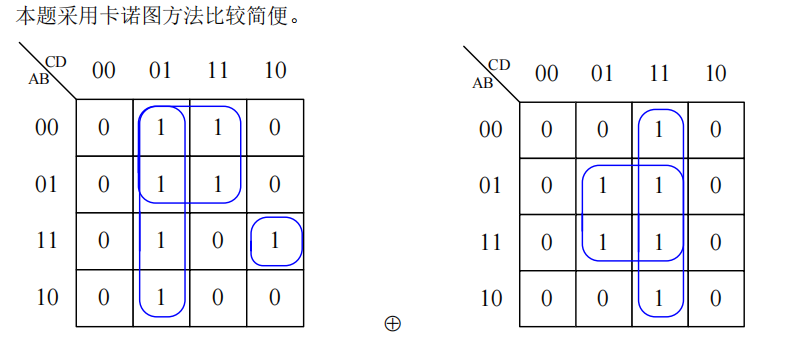 本题采用卡诺图方法比较简便。
CD
AB
00 01 11 10
00 0 1 1 0
01 0 1 1 0
11 0 1 0 1
10 0 1 0 0
⊕
CD
AB
00 01 11 10
00 0 0 1 0
01 0 1 1 0
11 0 1 1 0
10 0 0 1 0